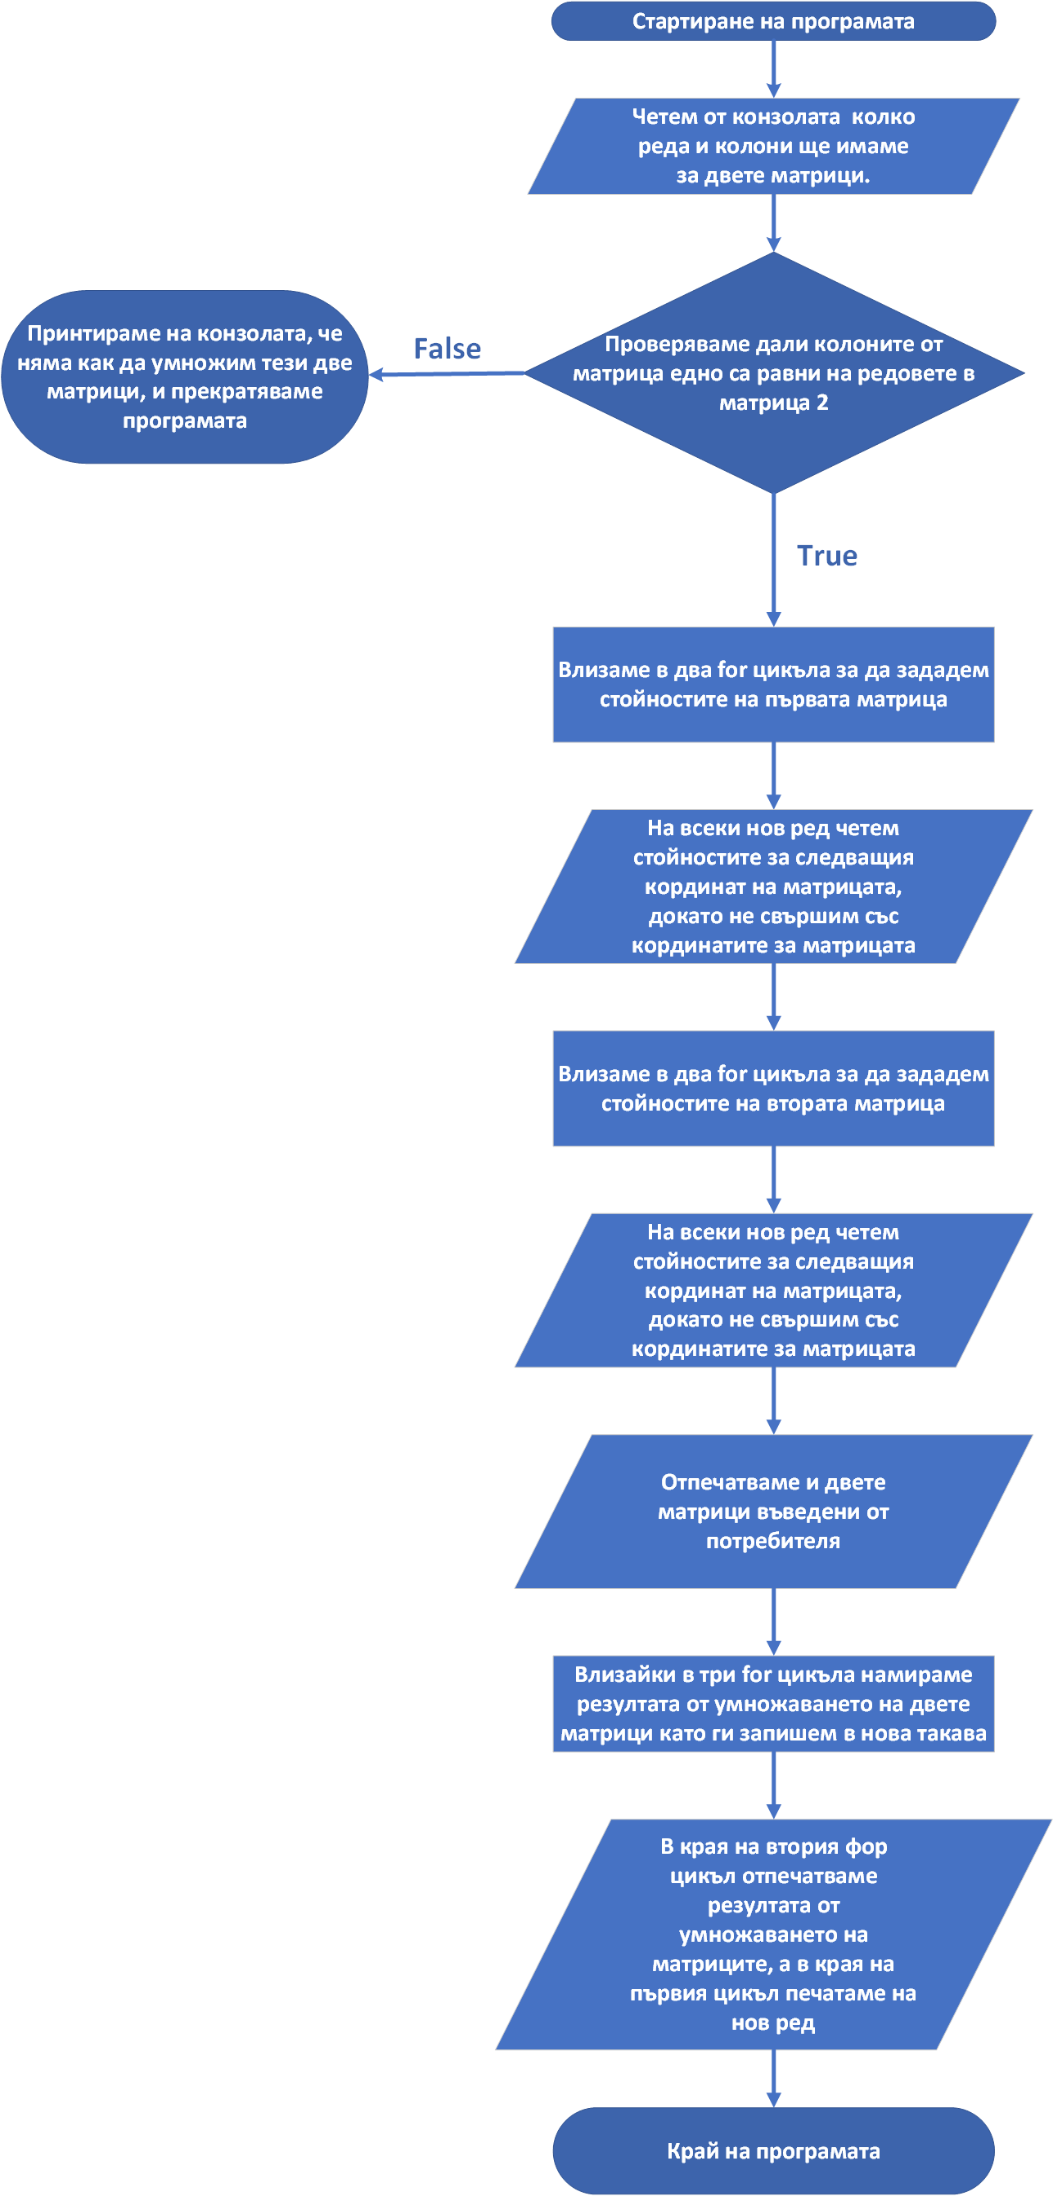 Стартиране на програмата
Четем от конзолата колко
реда и колони ще имаме
за двете матрици.
Проверяваме дали колоните от
матрица едно са равни на редовете в
матрица 2
False
Принтираме на конзолата, че
няма как да умножим тези две
матрици, и прекратяваме
програмата
True
Влизаме в два for цикъла за да зададем
стойностите на първата матрица
На всеки нов ред четем
стойностите за следващия
кординат на матрицата,
докато не свършим със
кординатите за матрицата
Влизаме в два for цикъла за да зададем
стойностите на втората матрица
На всеки нов ред четем
стойностите за следващия
кординат на матрицата,
докато не свършим със
кординатите за матрицата
Отпечатваме и двете
матрици въведени от
потребителя
Влизайки в три for цикъла намираме
резултата от умножаването на двете
матрици като ги запишем в нова такава
В края на втория фор
цикъл отпечатваме
резултата от
умножаването на
матриците, а в края на
първия цикъл печатаме на
нов ред
Край на програмата